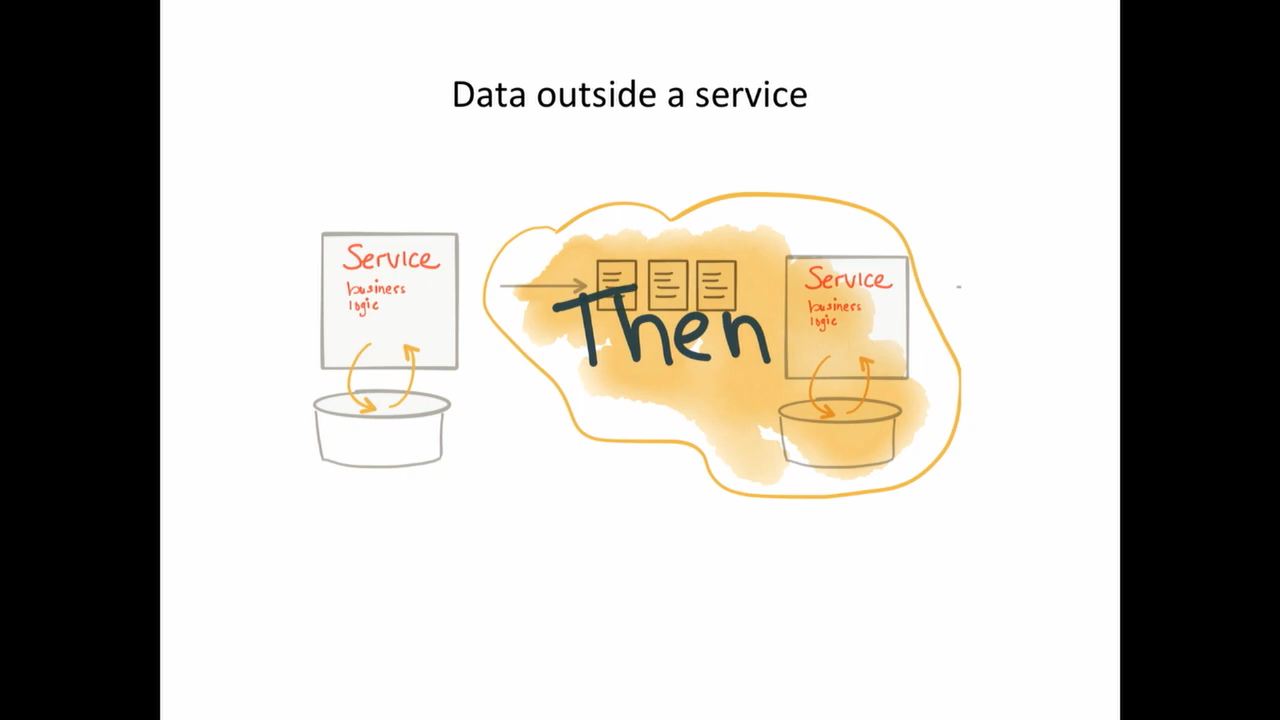 Data outside a service
Service
business
logic
Then
Service
business
logic